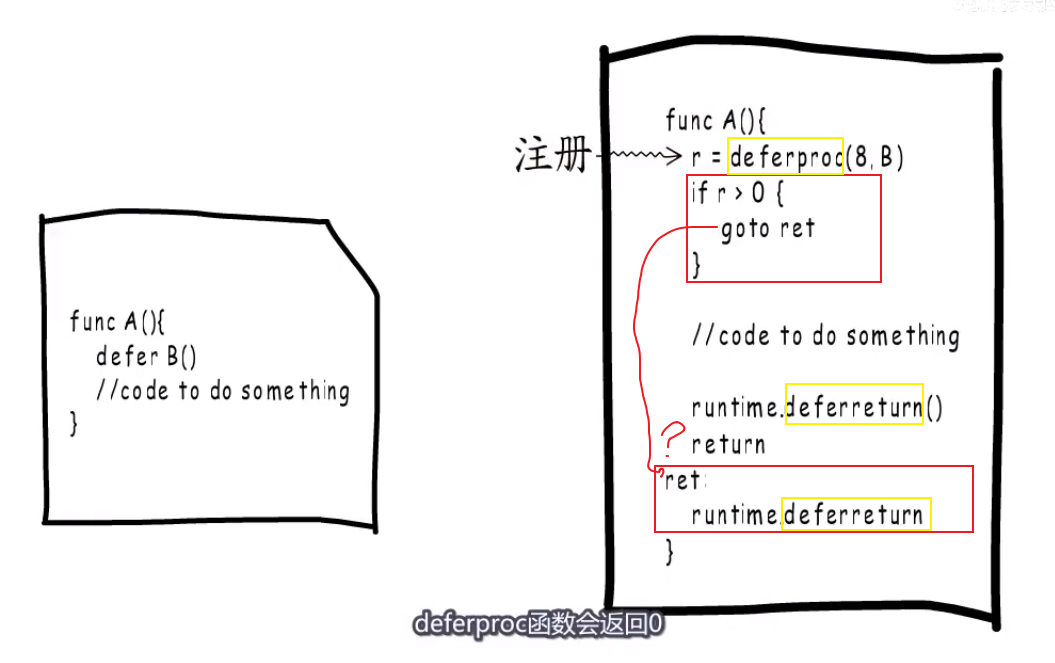 func A(){
defer B()
//code to do something
}
注册
func A(){
r = deferproc(8, B)
if r > 0 {
goto ret
}
//code to do something
runtime.deferreturn()
?
return
ret:
runtime.deferreturn
}
deferproc函数会返回0